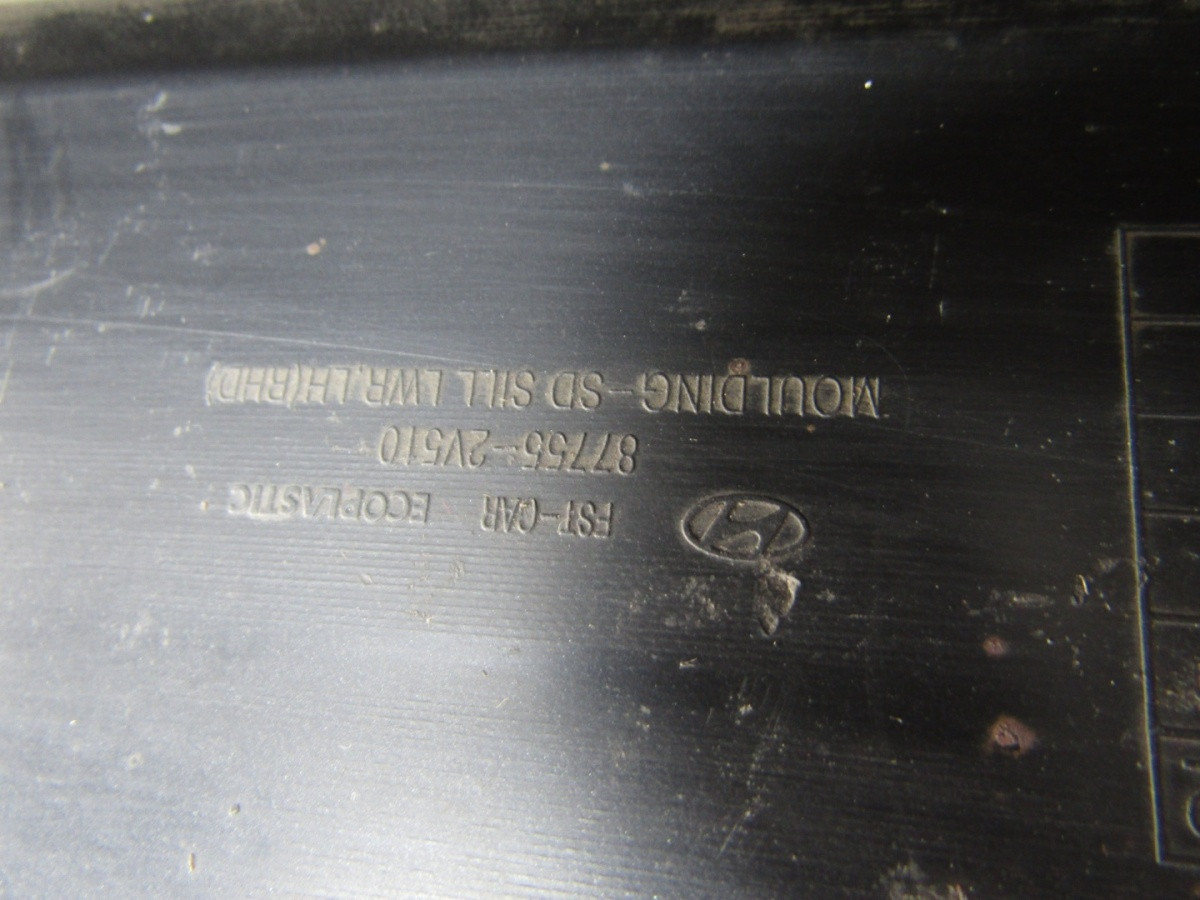 MOULDING-SD SILL LWR,LH(RHD)
87755-2V510
FST-CAR ECOPLASTIC